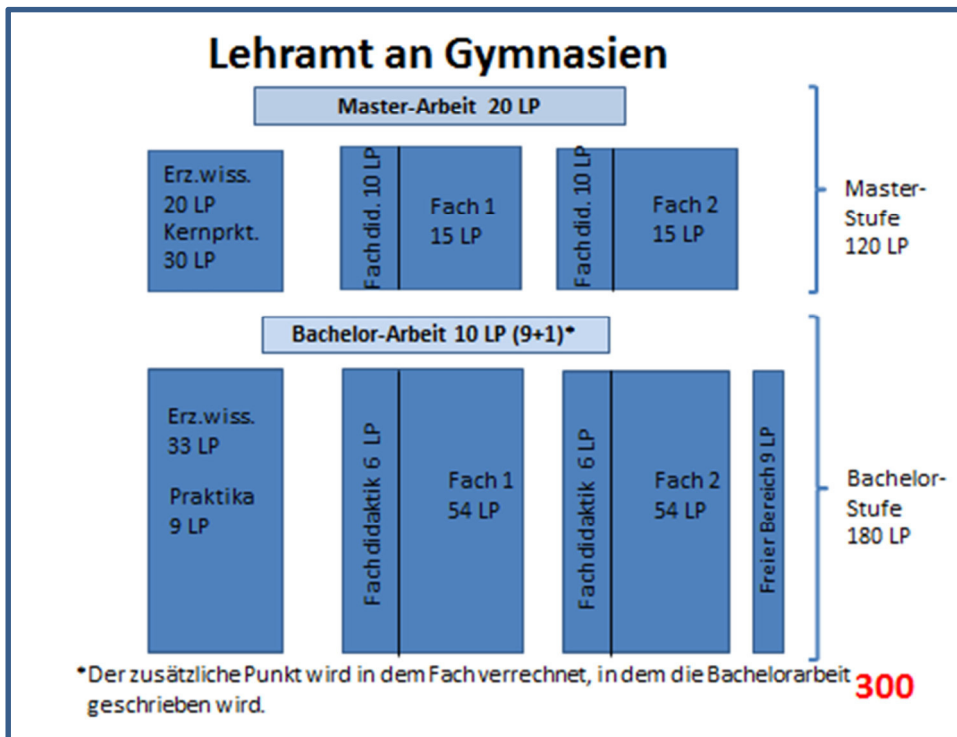 Lehramt an Gymnasien
Master-Arbeit 20 LP
Erz.wiss.
20 LP
Kernprkt.
30 LP
Fachdid. 10 LP
Fach 1
15 LP
Fachdid. 10 LP
Fach 2
15 LP
Master-
Stufe
120 LP
Bachelor-Arbeit 10 LP (9+1)*
Erz.wiss.
33 LP
Praktika
9 LP
Fachdidaktik 6 LP
Fach 1
54 LP
Fachdidaktik 6 LP
Fach 2
54 LP
Freier Bereich 9 LP
Bachelor-
Stufe
180 LP
*Der zusätzliche Punkt wird in dem Fach verrechnet, in dem die Bachelorarbeit
geschrieben wird.
300